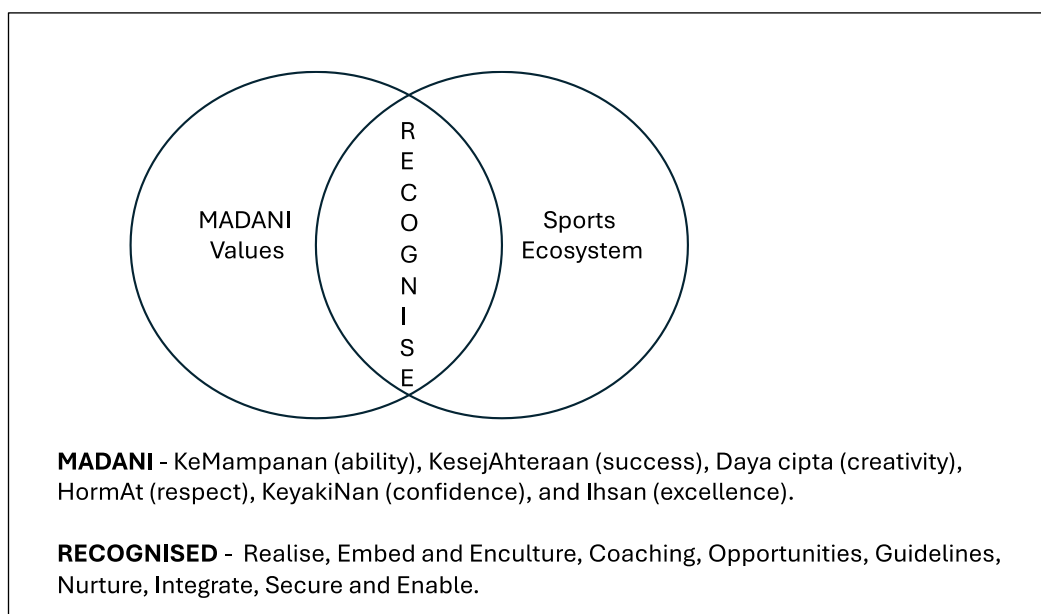 MADANI
Values
R
E
C
O
G
N
I
S
E
Sports
Ecosystem
MADANI - KeMampanan (ability), KesejAhteraan (success), Daya cipta (creativity),
HormAt (respect), KeyakiNan (confidence), and Ihsan (excellence).
RECOGNISED - Realise, Embed and Enculture, Coaching, Opportunities, Guidelines,
Nurture, Integrate, Secure and Enable.